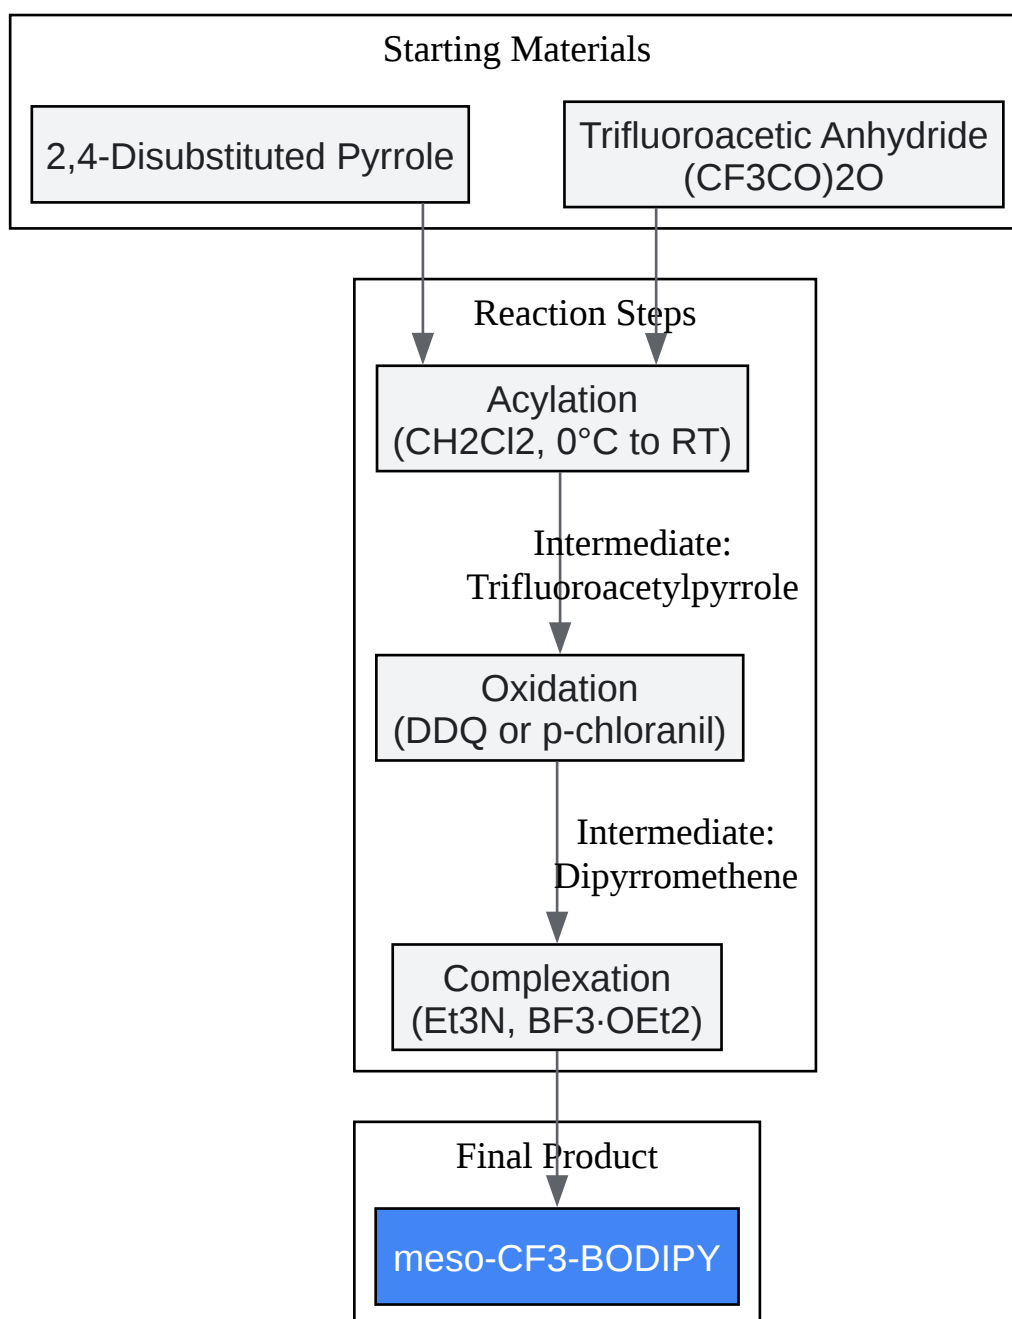 Starting Materials
2,4-Disubstituted Pyrrole
Trifluoroacetic Anhydride
(CF3CO)2O
Reaction Steps
Acylation
(CH2Cl2, 0°C to RT)
Intermediate:
Trifluoroacetylpyrrole
Oxidation
(DDQ or p-chloranil)
Intermediate:
Dipyrromethene
Complexation
(Et3N, BF3·OEt2)
Final Product
meso-CF3-BODIPY